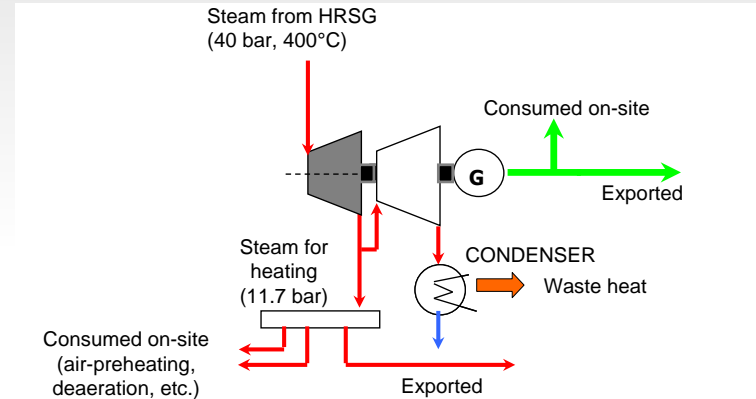 Steam from HRSG
(40 bar, 400°C)
Consumed on-site
G
Exported
Steam for
heating
(11.7 bar)
CONDENSER
Waste heat
Consumed on-site
(air-preheating,
deaeration, etc.)
Exported